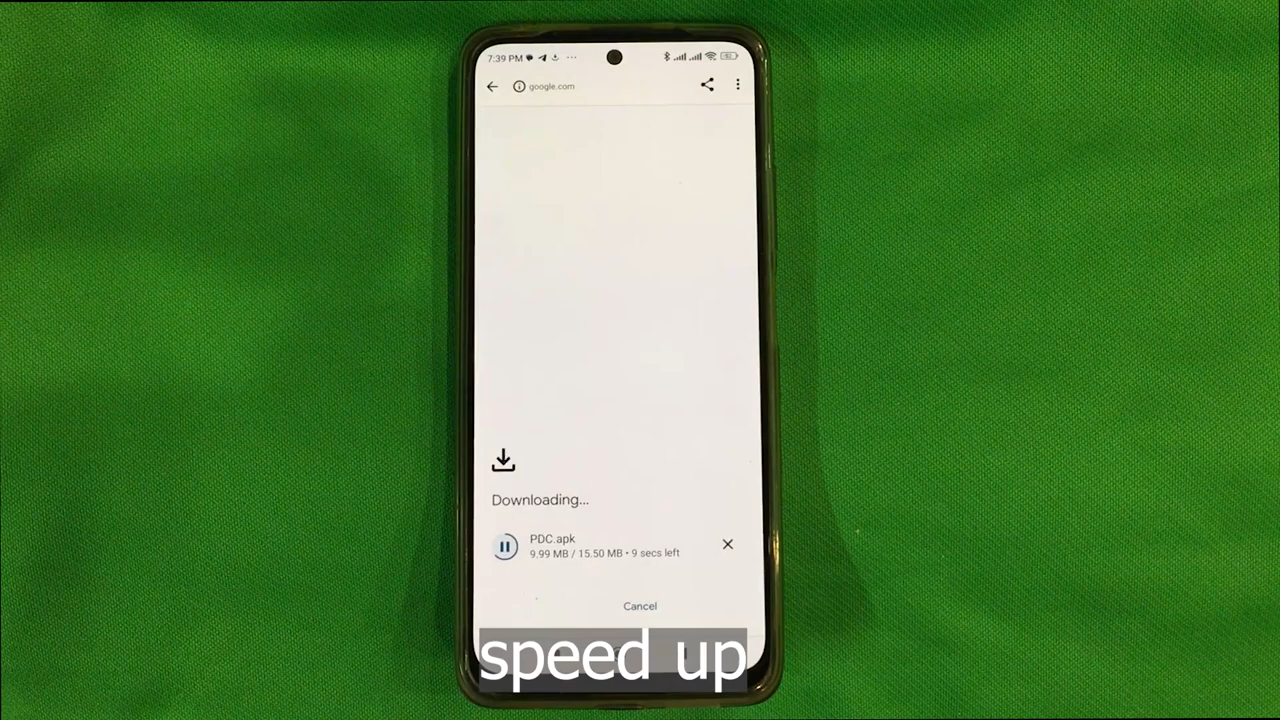 7:39 PM
google.com
Downloading...
PDC.apk
9.99 MB / 15.50 MB • 9 secs left
Cancel
speed up